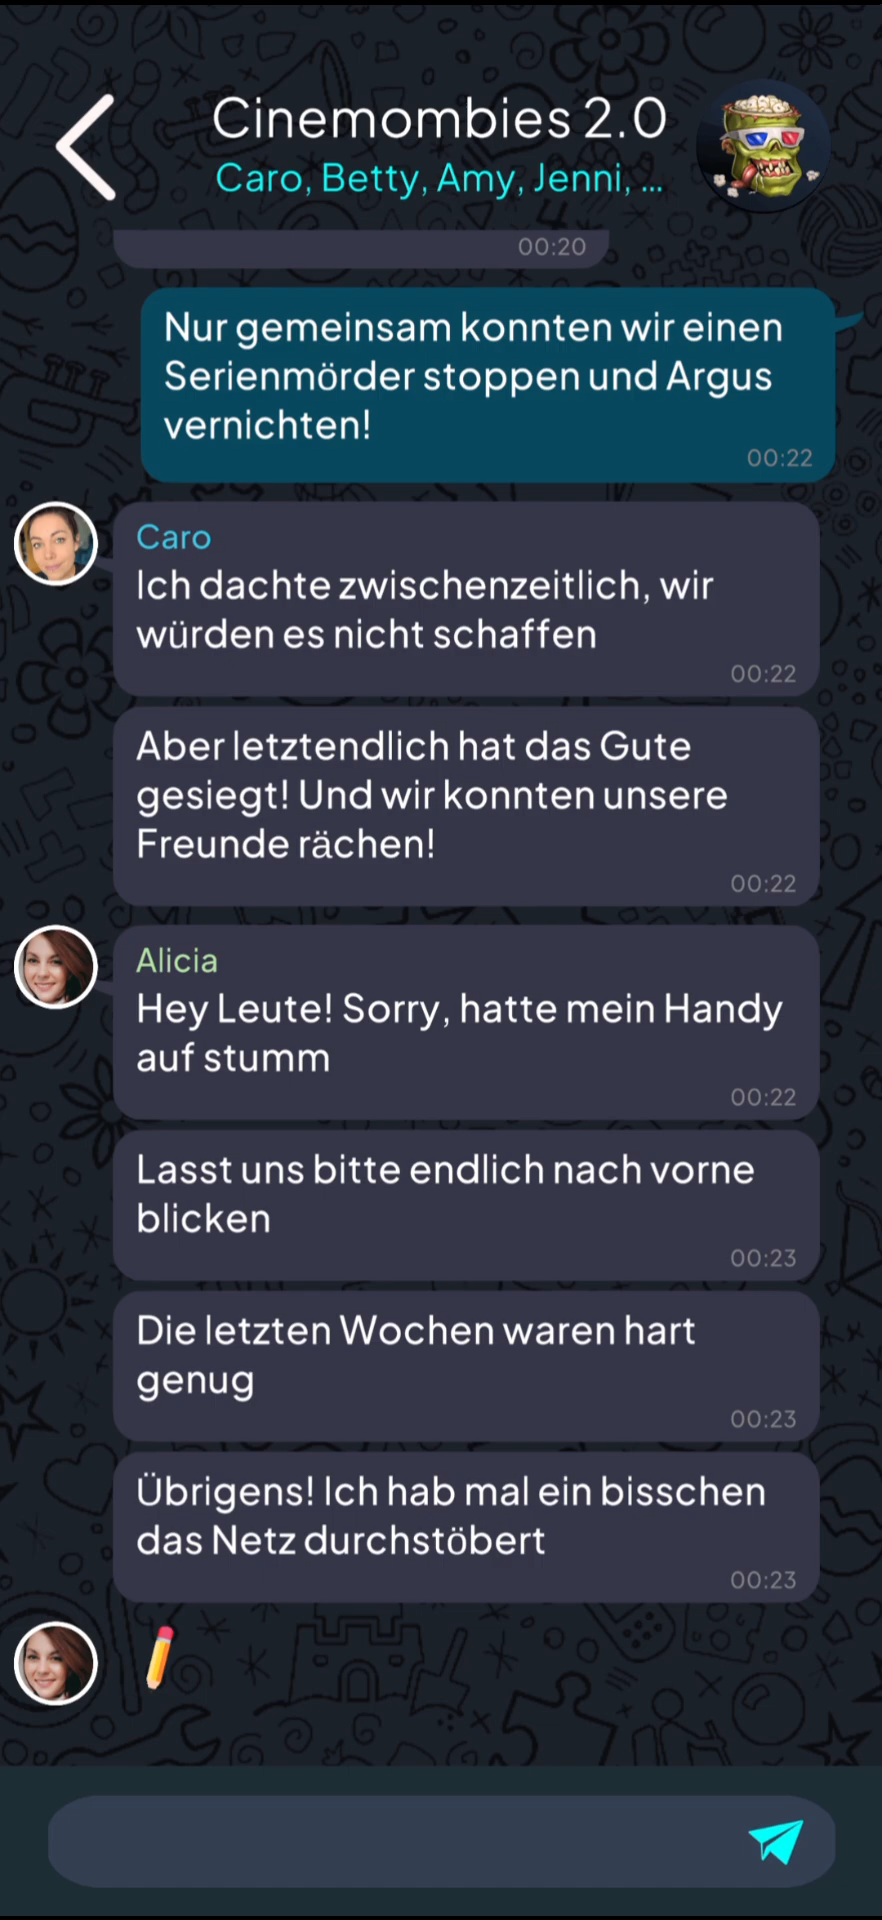 Cinemombies 2.0
Caro, Betty, Amy, Jenni, ...
00:20
Nur gemeinsam konnten wir einen
Serienmörder stoppen und Argus
vernichten!
00:22
Caro
Ich dachte zwischenzeitlich, wir
würden es nicht schaffen
00:22
Aber letztendlich hat das Gute
gesiegt! Und wir konnten unsere
Freunde rächen!
00:22
Alicia
Hey Leute! Sorry, hatte mein Handy
auf stumm
00:22
Lasst uns bitte endlich nach vorne
blicken
00:23
Die letzten Wochen waren hart
genug
00:23
Übrigens! Ich hab mal ein bisschen
das Netz durchstöbert
00:23